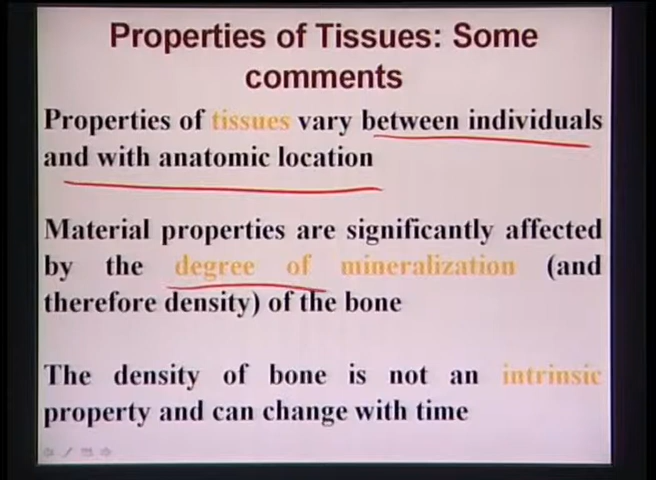 Properties of Tissues: Some
comments
Properties of tissues vary between individuals
and with anatomic location
Material properties are significantly affected
by the degree of mineralization (and
therefore density) of the bone
The density of bone is not an intrinsic
property and can change with time